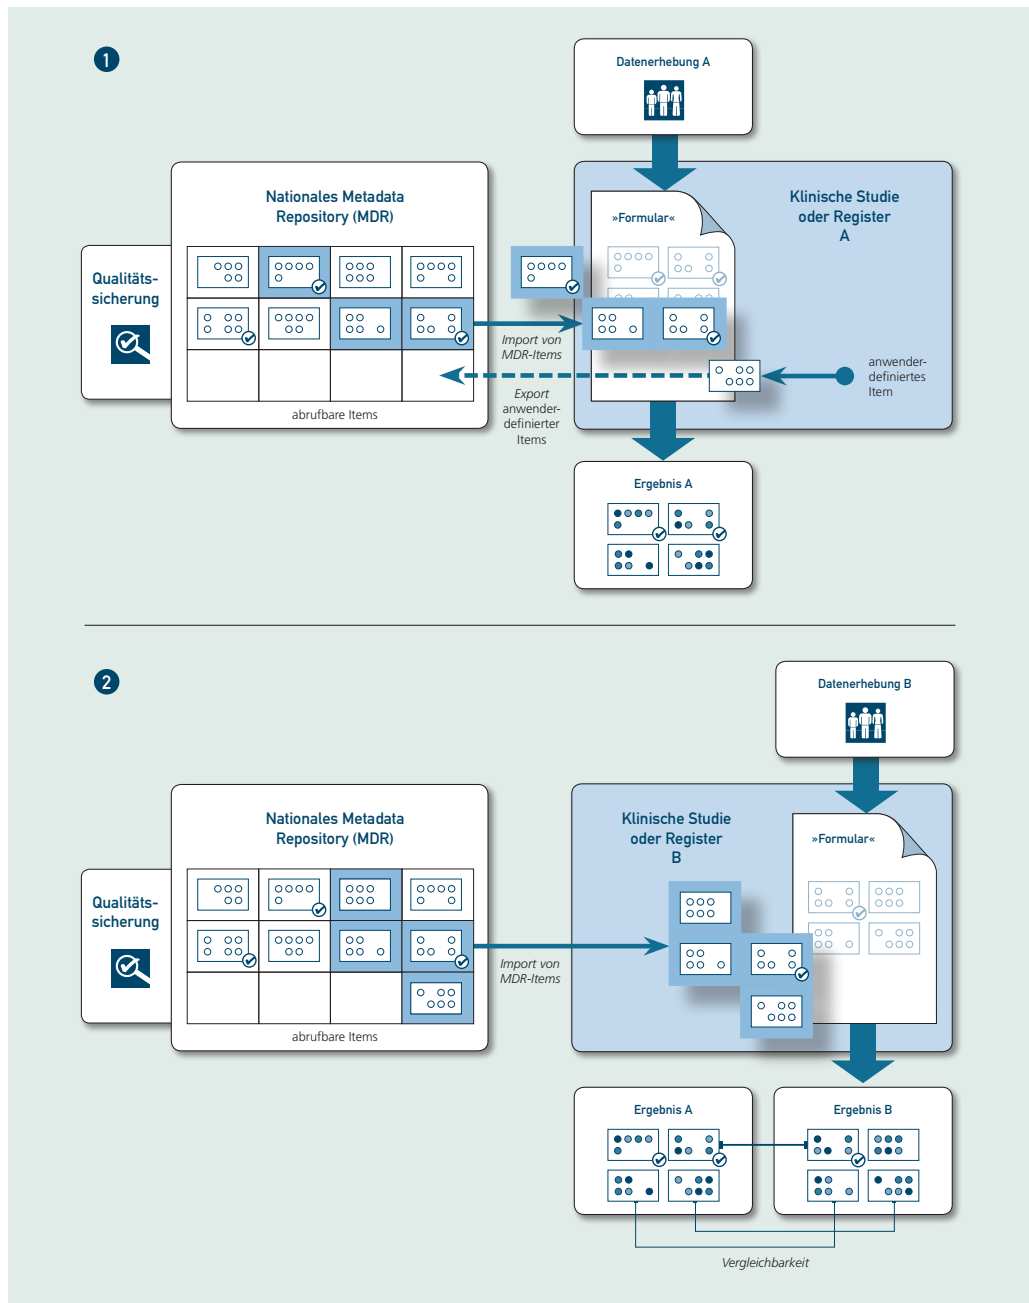 1
Datenerhebung A
Nationales Metadata
Repository (MDR)
Klinische Studie
oder Register
A
»Formular«
Qualitäts-
sicherung
Import von
MDR-Items
anwender-
definiertes
Item
Export
anwender-
definierter
Items
abrufbare Items
Ergebnis A
2
Datenerhebung B
Nationales Metadata
Repository (MDR)
Klinische Studie
oder Register
B
»Formular«
Qualitäts-
sicherung
Import von
MDR-Items
abrufbare Items
Ergebnis A
Ergebnis B
Vergleichbarkeit